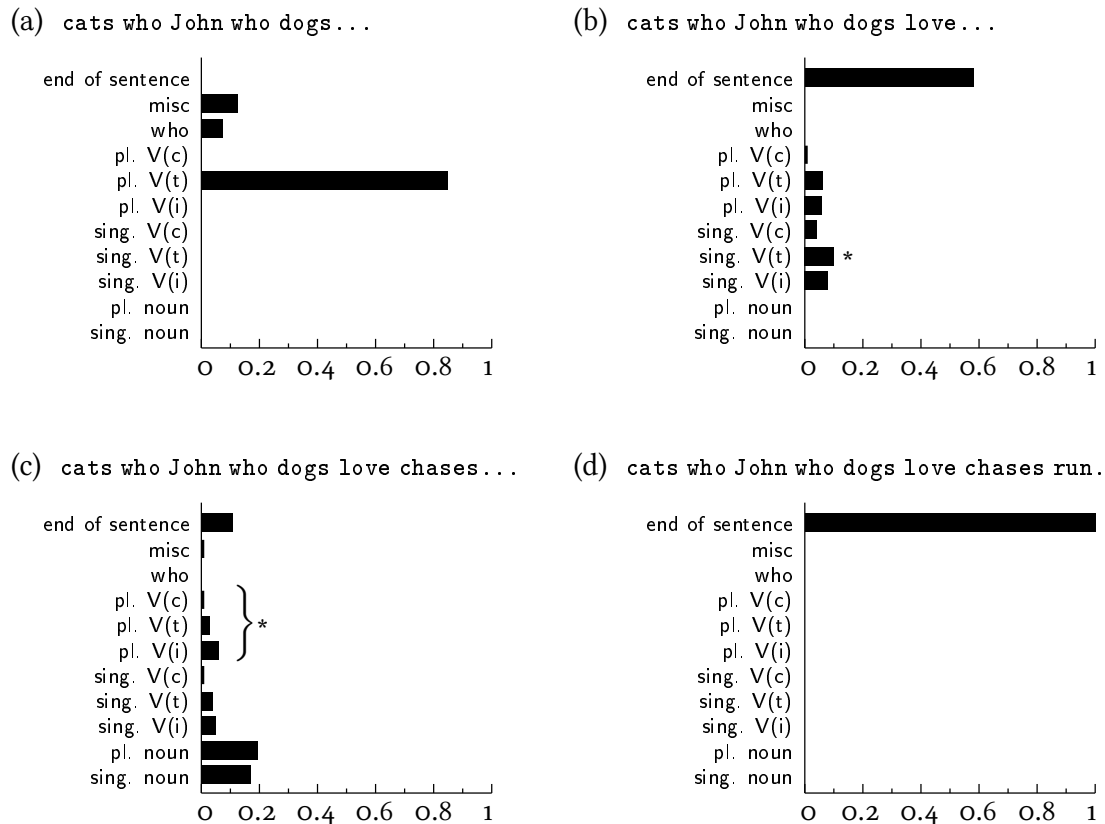 (a) cats who John who dogs...
end of sentence
misc
who
pl. V(c)
pl. V(t)
pl. V(i)
sing. V(c)
sing. V(t)
sing. V(i)
pl. noun
sing. noun
0 0.2 0.4 0.6 0.8 1
(b) cats who John who dogs love...
end of sentence
misc
who
pl. V(c)
pl. V(t)
pl. V(i)
sing. V(c)
sing. V(t) *
sing. V(i)
pl. noun
sing. noun
0 0.2 0.4 0.6 0.8 1
(c) cats who John who dogs love chases...
end of sentence
misc
who
pl. V(c)
pl. V(t) } *
pl. V(i)
sing. V(c)
sing. V(t)
sing. V(i)
pl. noun
sing. noun
0 0.2 0.4 0.6 0.8 1
(d) cats who John who dogs love chases run.
end of sentence
misc
who
pl. V(c)
pl. V(t)
pl. V(i)
sing. V(c)
sing. V(t)
sing. V(i)
pl. noun
sing. noun
0 0.2 0.4 0.6 0.8 1